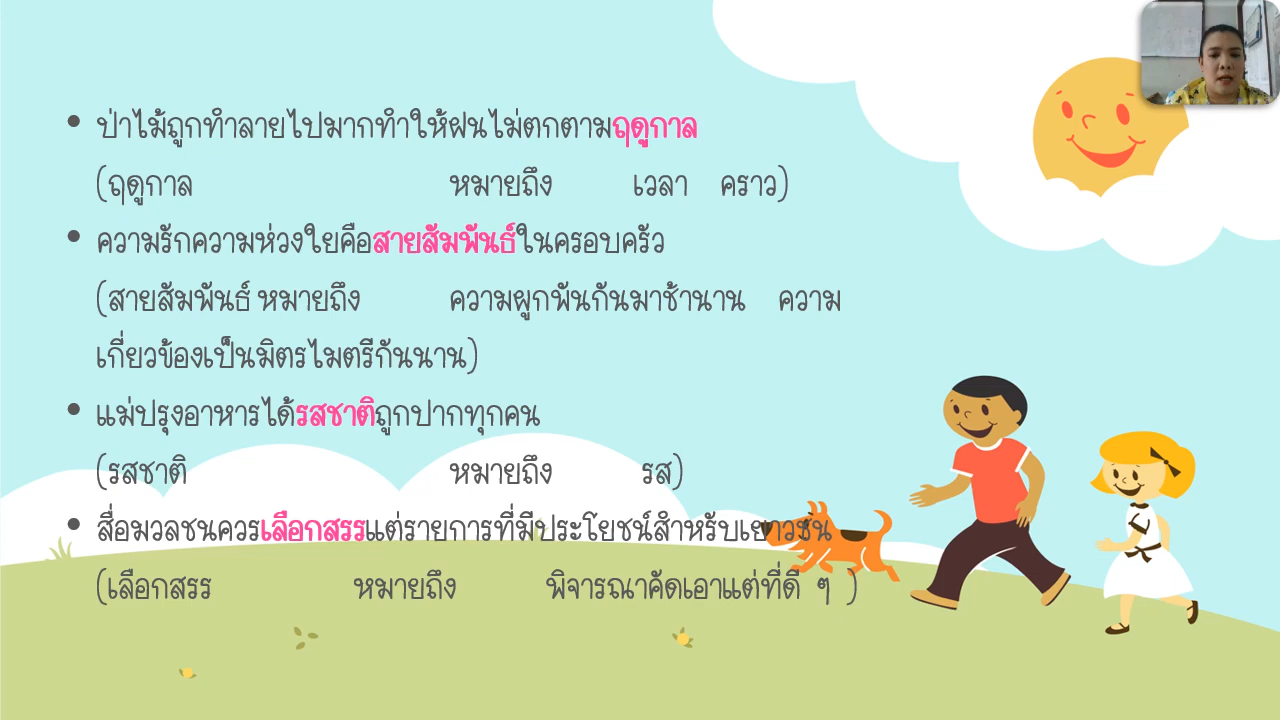 • ป่าไม้ถูกทำลายไปมากทำให้ฝนไม่ตกตามฤดูกาล
(ฤดูกาล หมายถึง เวลา คราว)
• ความรักความห่วงใยคือสายสัมพันธ์ในครอบครัว
(สายสัมพันธ์ หมายถึง ความผูกพันกันมาช้านาน ความ
เกี่ยวข้องเป็นมิตรไมตรีกันนาน)
• แม่ปรุงอาหารได้รสชาติถูกปากทุกคน
(รสชาติ หมายถึง รส)
• สื่อมวลชนควรเลือกสรรแต่รายการที่มีประโยชน์สำหรับเยาวชน
(เลือกสรร หมายถึง พิจารณาคัดเอาแต่ที่ดี ๆ )